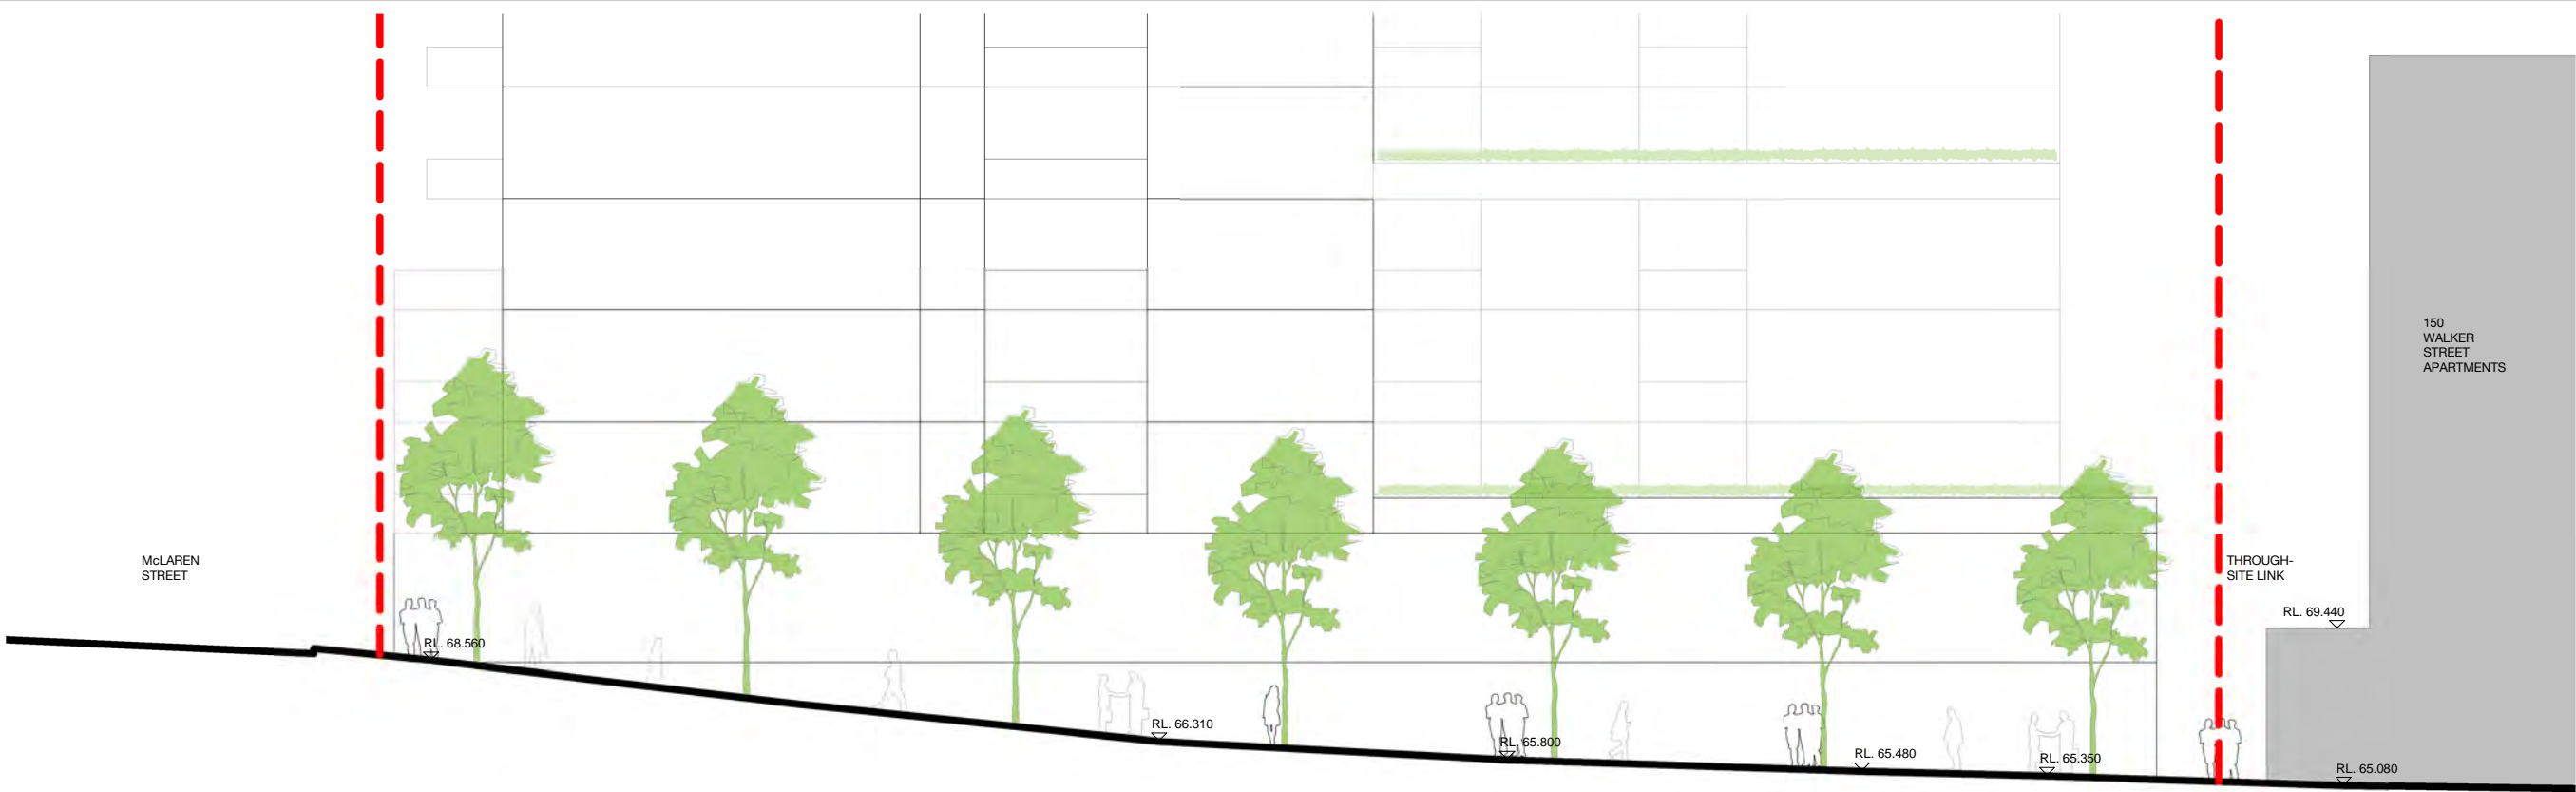 McLAREN
STREET
RL. 68.560
RL. 66.310
RL. 65.800
RL. 65.480
RL. 65.350
THROUGH-
SITE LINK
RL. 69.440
RL. 65.080
150
WALKER
STREET
APARTMENTS